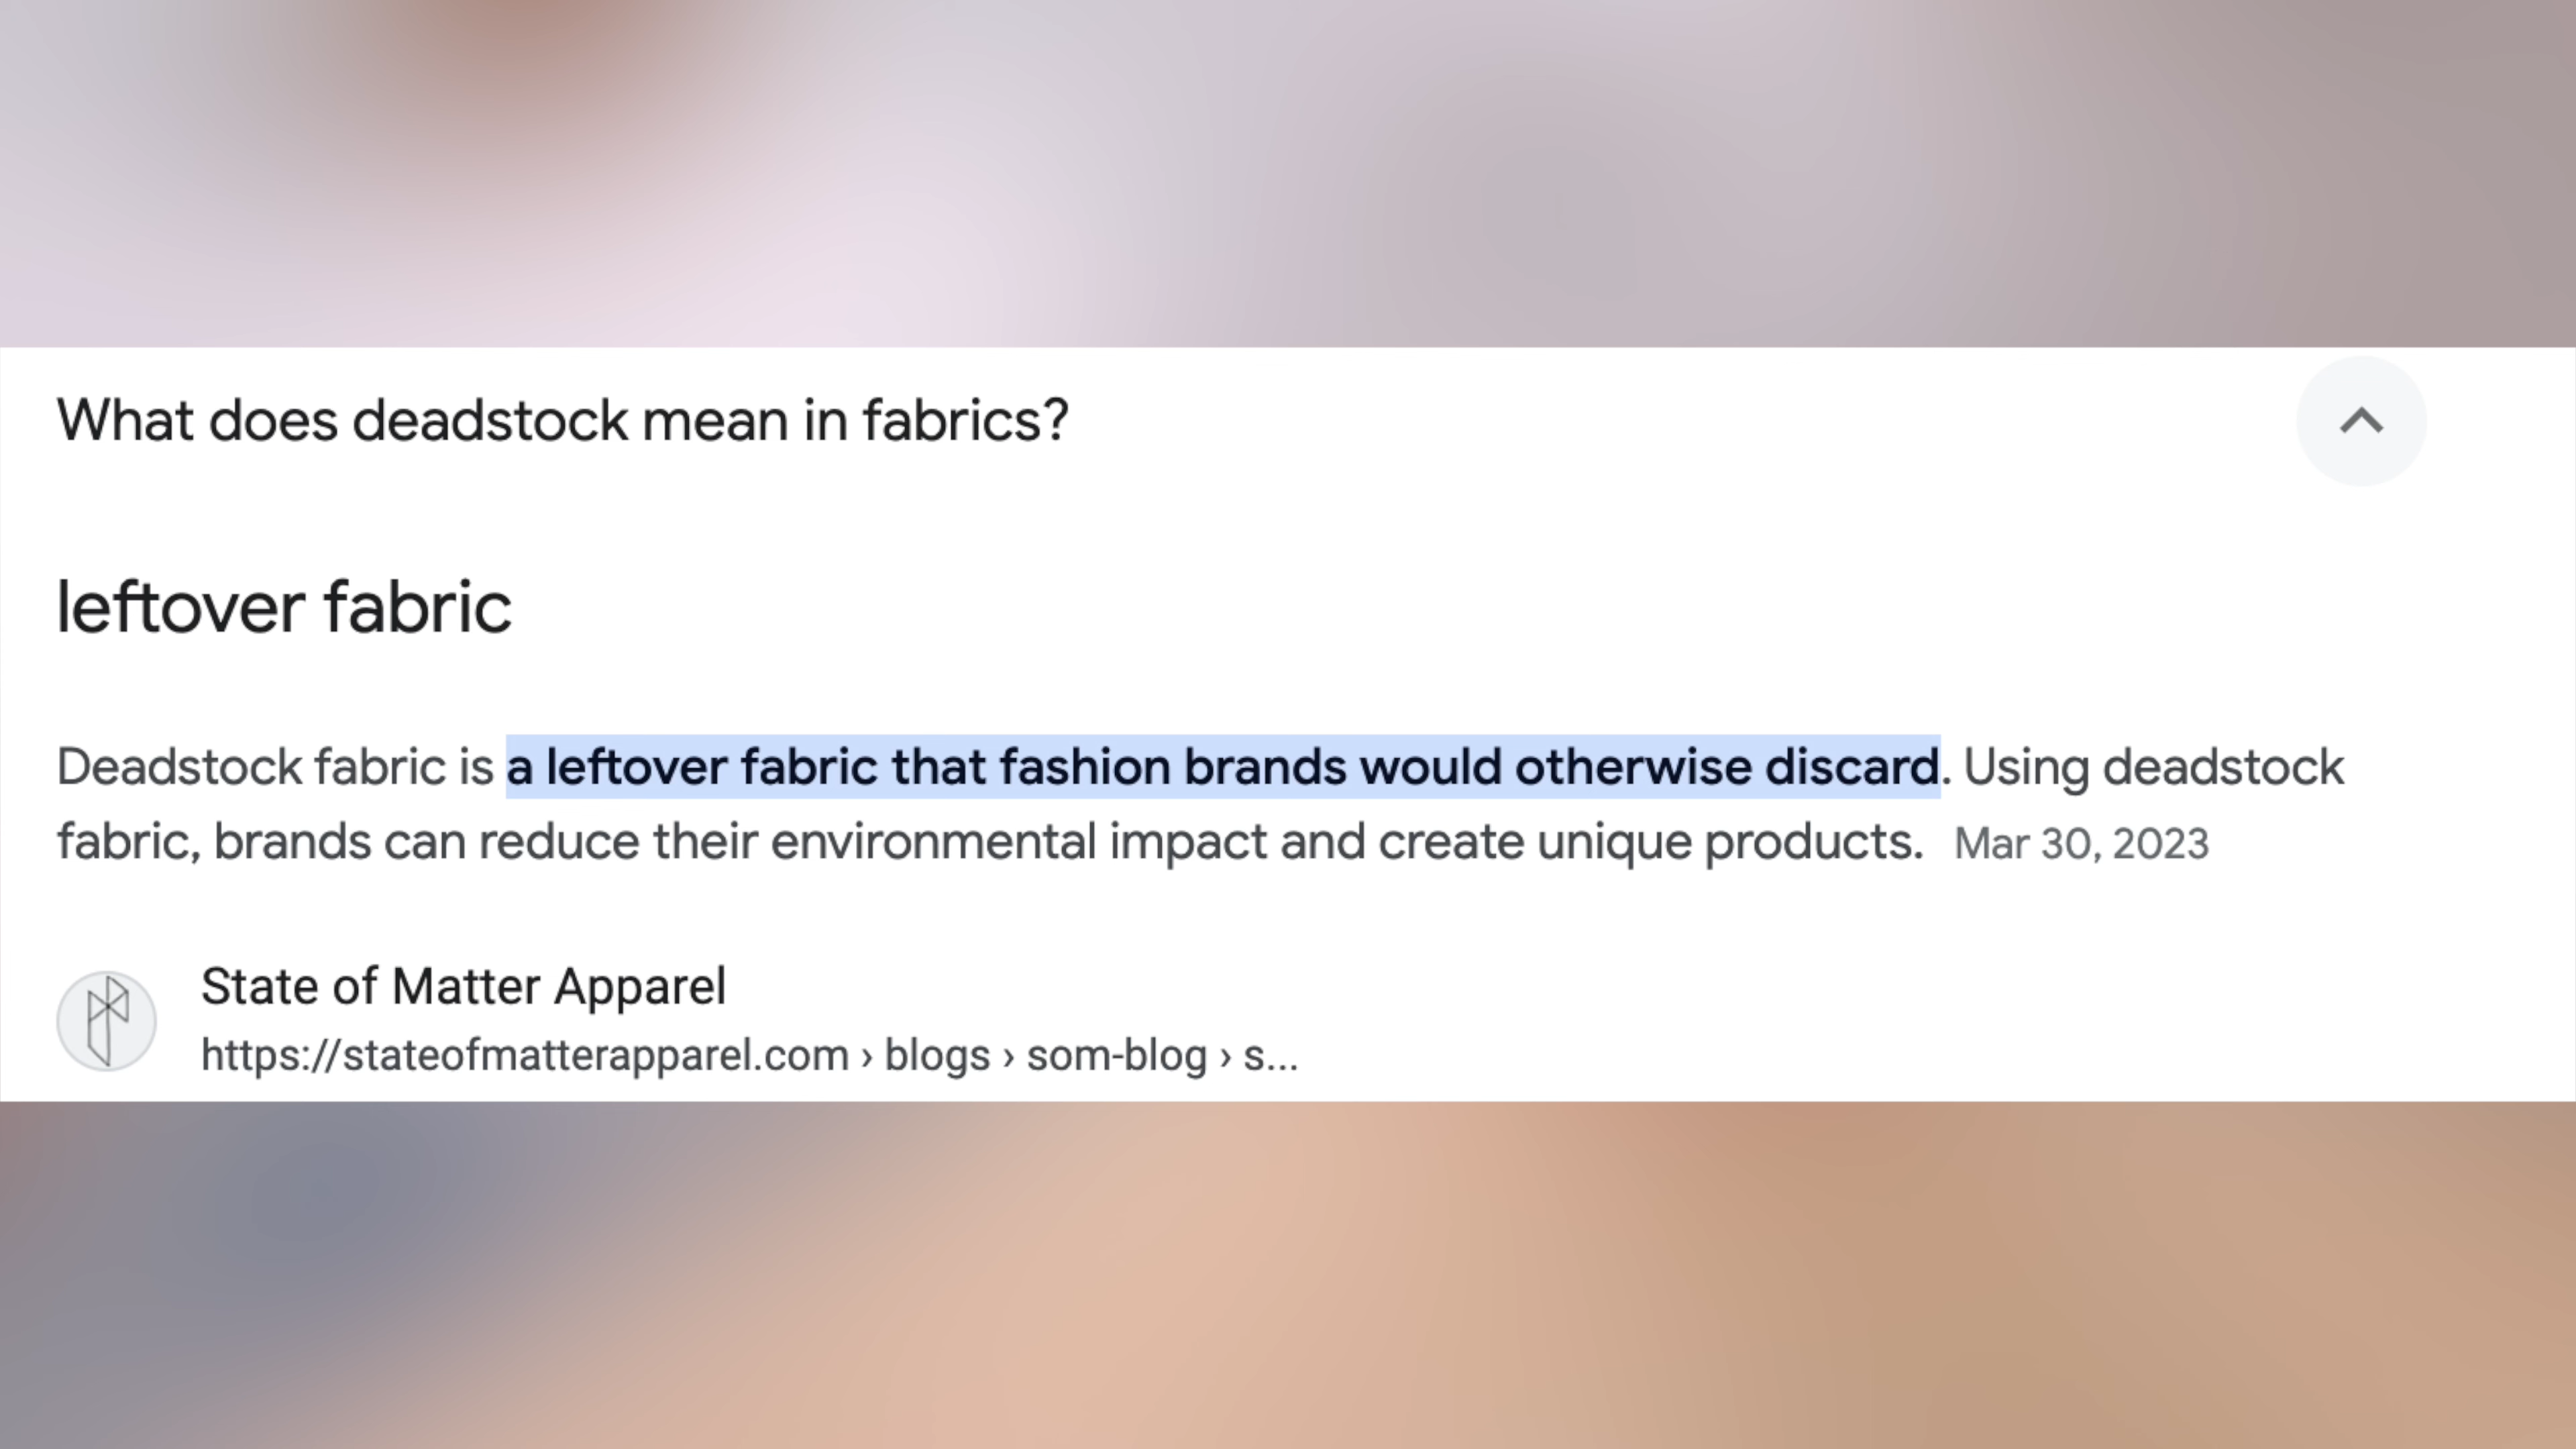 What does deadstock mean in fabrics?
leftover fabric
Deadstock fabric is a leftover fabric that fashion brands would otherwise discard. Using deadstock
fabric, brands can reduce their environmental impact and create unique products. Mar 30, 2023
State of Matter Apparel
https://stateofmatterapparel.com › blogs › som-blog › s...